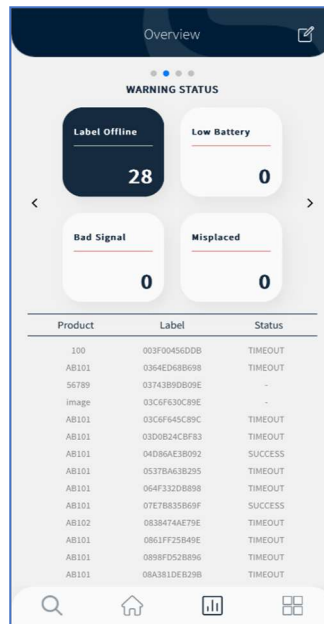 Overview
WARNING STATUS
Label Offline
28
Low Battery
0
Bad Signal
0
Misplaced
0
Product Label Status
100 003F00456DDB TIMEOUT
AB101 0364ED68B698 TIMEOUT
56789 03743B9DB09E -
image 03C6F630C89E -
AB101 03C6F645C89C TIMEOUT
AB101 03D0B24CBF83 TIMEOUT
AB101 04D86AE3B092 SUCCESS
AB101 0537BA63B295 TIMEOUT
AB101 064F332DB898 TIMEOUT
AB101 07E7B835B69F SUCCESS
AB102 0838474AE79E TIMEOUT
AB101 0861FF25B49E TIMEOUT
AB101 0898FD52B896 TIMEOUT
AB101 08A381DEB29B TIMEOUT